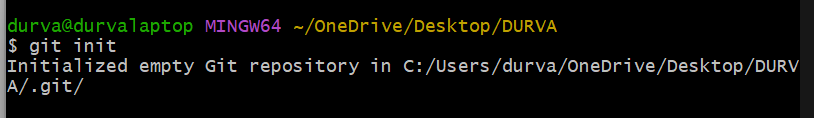 durva@durvalaptop MINGW64 ~/OneDrive/Desktop/DURVA
$ git init
Initialized empty Git repository in C:/Users/durva/OneDrive/Desktop/DURV
A/.git/